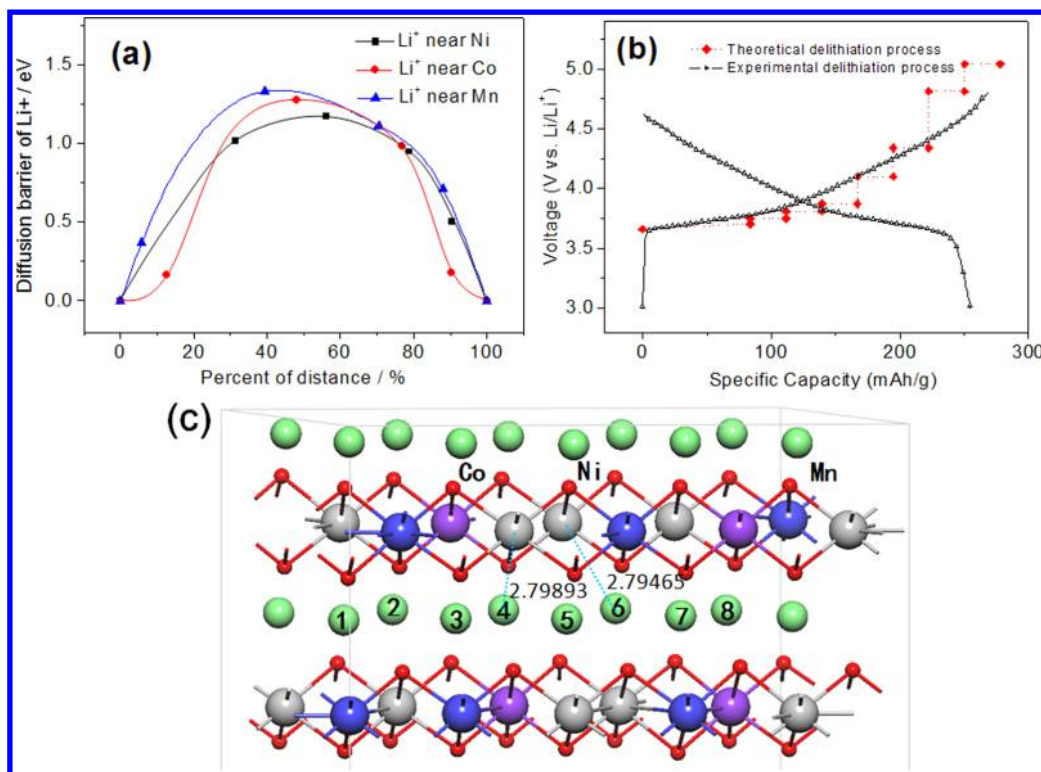 (a)
Li⁺ near Ni
Li⁺ near Co
Li⁺ near Mn
Diffusion barrier of Li+ / eV
1.5
1.0
0.5
0.0
0 20 40 60 80 100
Percent of distance / %
(b)
Theoretical delithiation process
Experimental delithiation process
Voltage (V vs. Li/Li⁺)
5.0
4.5
4.0
3.5
3.0
0 100 200 300
Specific Capacity (mAh/g)
(c)
Co Ni Mn
2.79893 2.79465
1 2 3 4 5 6 7 8